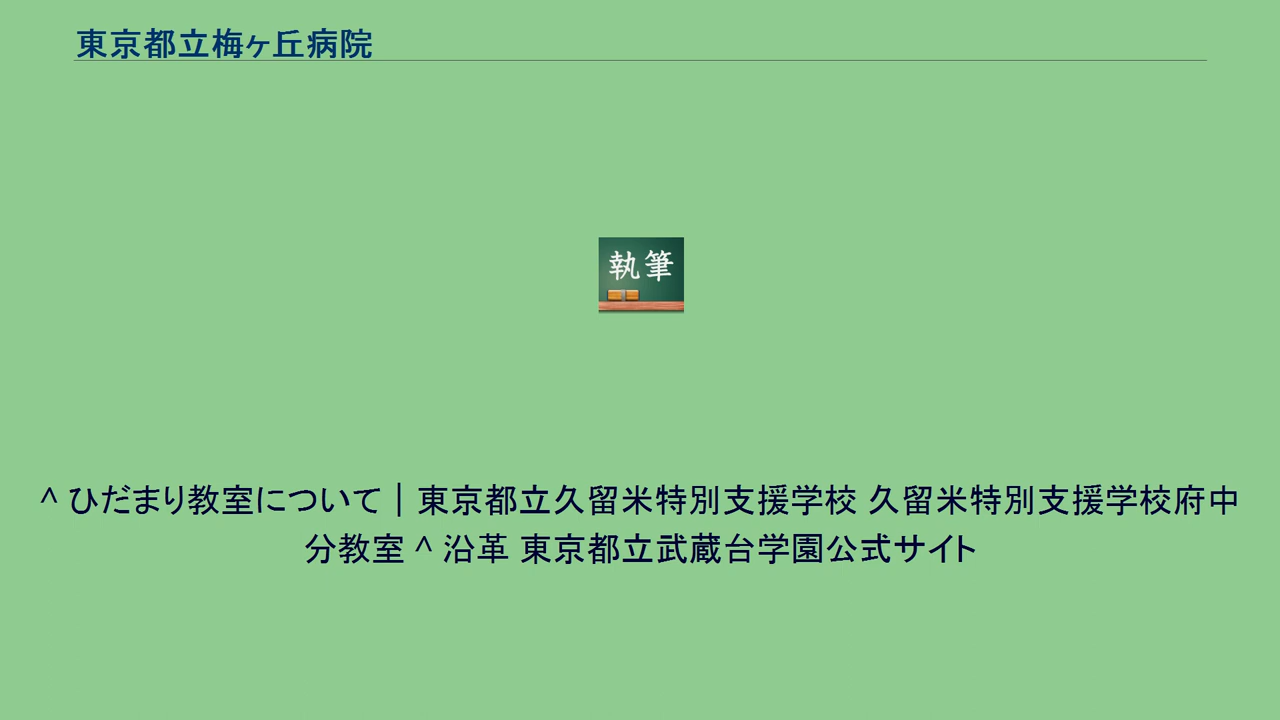 東京都立梅ヶ丘病院
執筆
^ ひだまり教室について｜東京都立久留米特別支援学校 久留米特別支援学校府中
分教室 ^ 沿革 東京都立武蔵台学園公式サイト